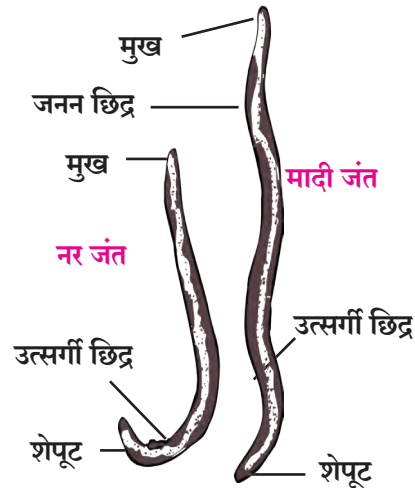 मुख
जनन छिद्र
मुख
मादी जंत
नर जंत
उत्सर्गी छिद्र
उत्सर्गी छिद्र
शेपूट
शेपूट